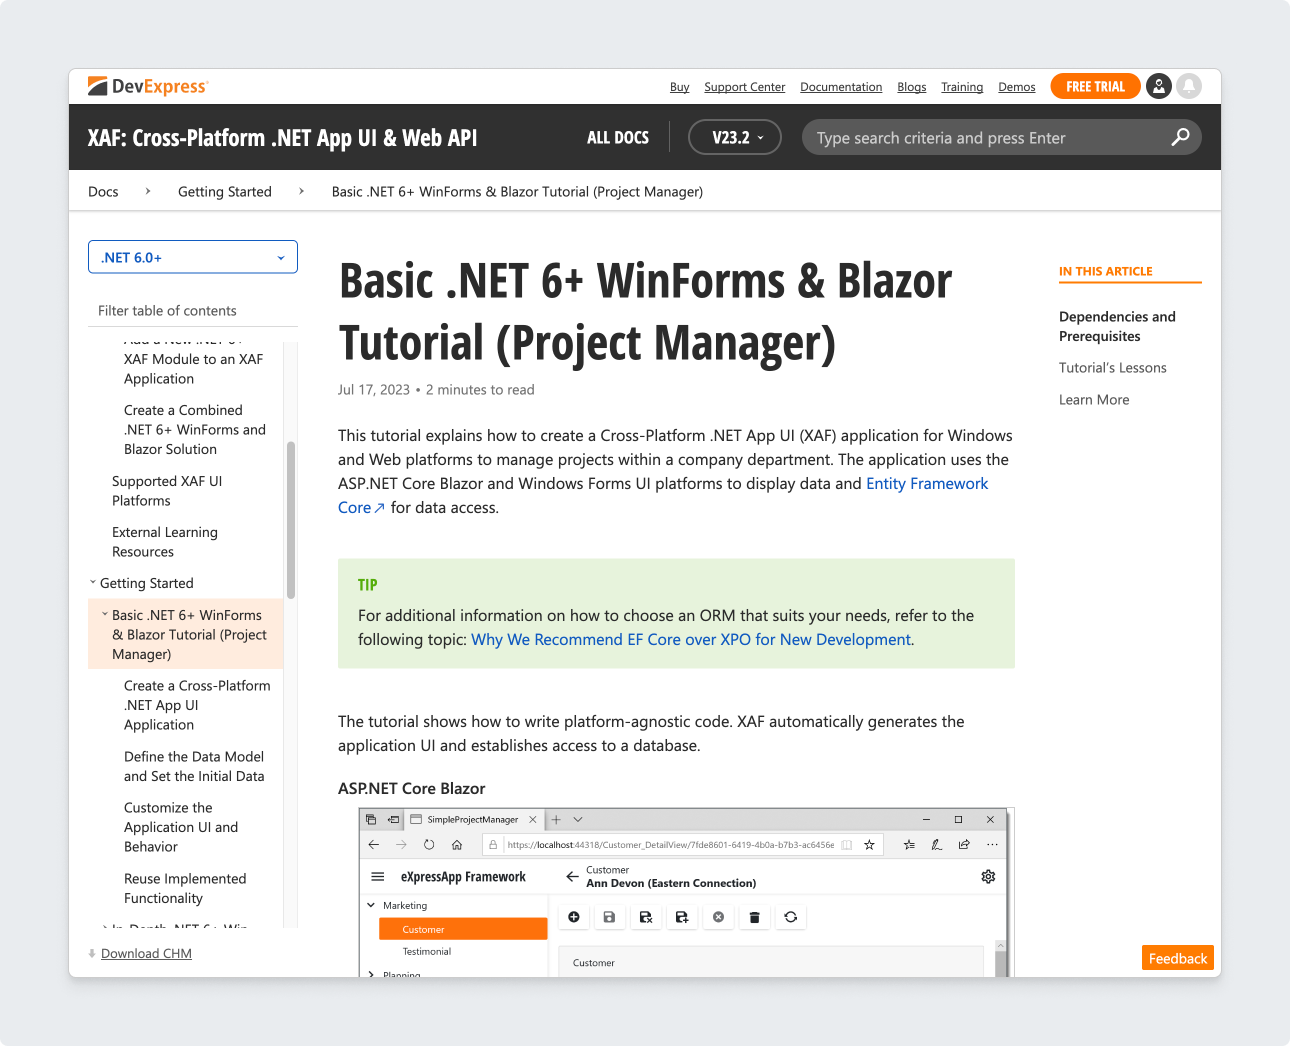 DevExpress
Buy Support Center Documentation Blogs Training Demos FREE TRIAL
XAF: Cross-Platform .NET App UI & Web API ALL DOCS V23.2 Type search criteria and press Enter
Docs Getting Started Basic .NET 6+ WinForms & Blazor Tutorial (Project Manager)
.NET 6.0+
Filter table of contents
Add a New .NET 6+
XAF Module to an XAF
Application
Create a Combined
.NET 6+ WinForms and
Blazor Solution
Supported XAF UI
Platforms
External Learning
Resources
Getting Started
Basic .NET 6+ WinForms
& Blazor Tutorial (Project
Manager)
Create a Cross-Platform
.NET App UI
Application
Define the Data Model
and Set the Initial Data
Customize the
Application UI and
Behavior
Reuse Implemented
Functionality
In-Depth .NET 6+ Win
Download CHM
Basic .NET 6+ WinForms & Blazor
Tutorial (Project Manager)
Jul 17, 2023 • 2 minutes to read
This tutorial explains how to create a Cross-Platform .NET App UI (XAF) application for Windows
and Web platforms to manage projects within a company department. The application uses the
ASP.NET Core Blazor and Windows Forms UI platforms to display data and Entity Framework
Core for data access.
TIP
For additional information on how to choose an ORM that suits your needs, refer to the
following topic: Why We Recommend EF Core over XPO for New Development.
The tutorial shows how to write platform-agnostic code. XAF automatically generates the
application UI and establishes access to a database.
ASP.NET Core Blazor
SimpleProjectManager
https://localhost:44318/Customer_DetailView/7fde8601-6419-4b0a-b7b3-ac6456e
eXpressApp Framework
Customer
Ann Devon (Eastern Connection)
Marketing
Customer
Testimonial
Planning
Customer
IN THIS ARTICLE
Dependencies and
Prerequisites
Tutorial's Lessons
Learn More
Feedback